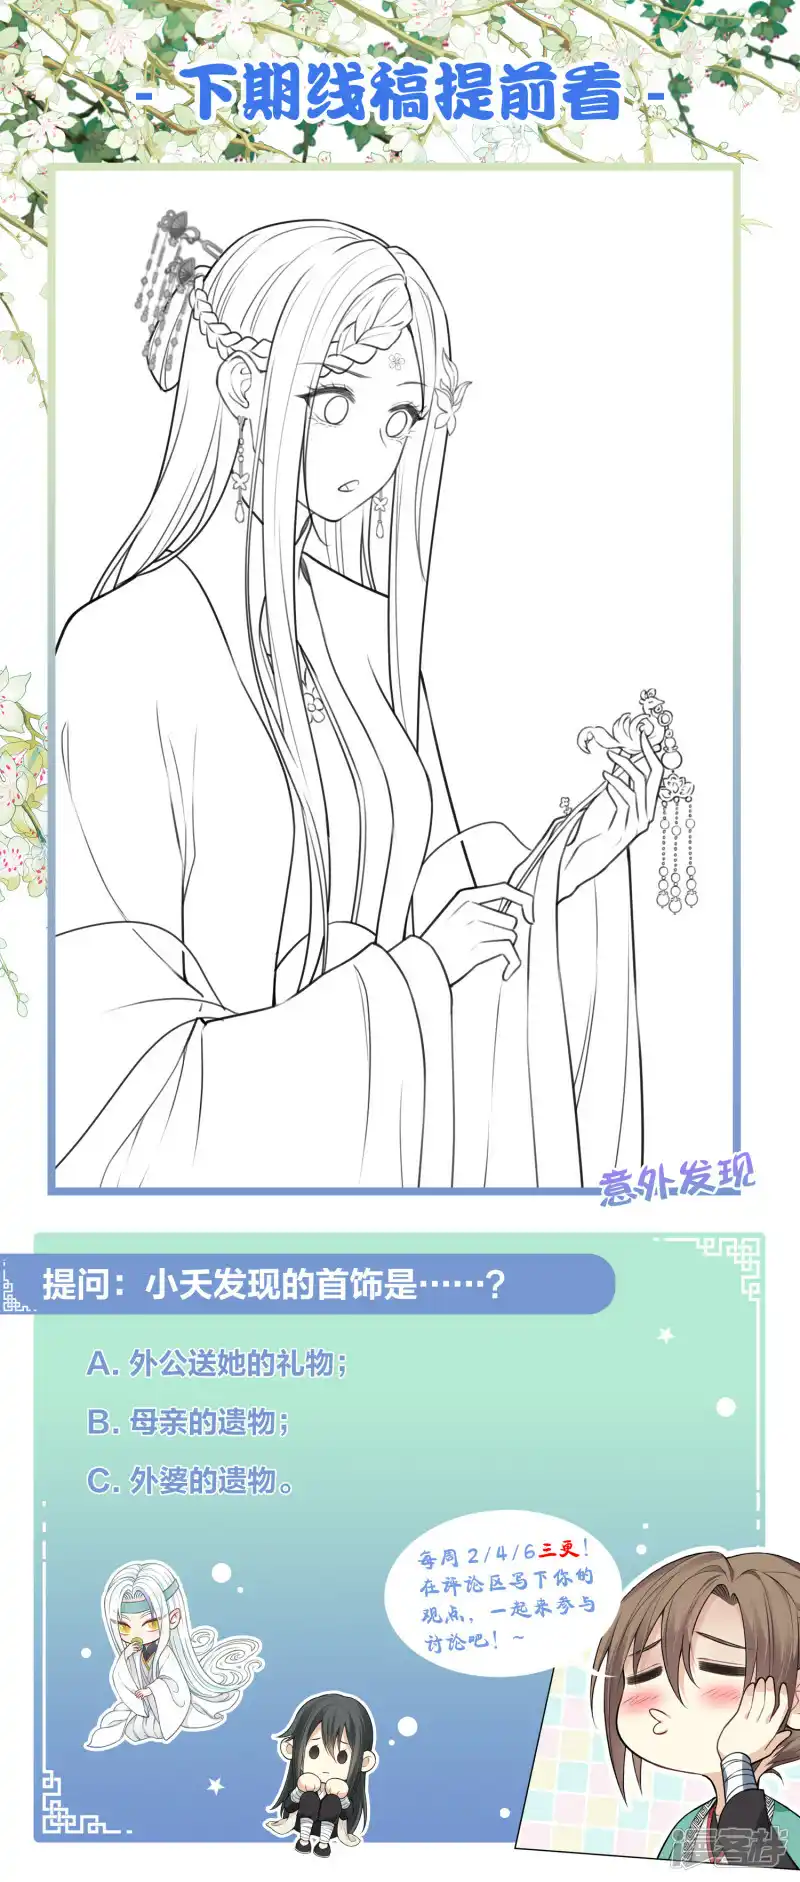 - 下期线稿提前看 -
意外发现
提问：小夭发现的首饰是……？
A. 外公送她的礼物；
B. 母亲的遗物；
C. 外婆的遗物。
每周 2/4/6三更！
在评论区写下你的
观点，一起来参与
讨论吧！~
漫客栈